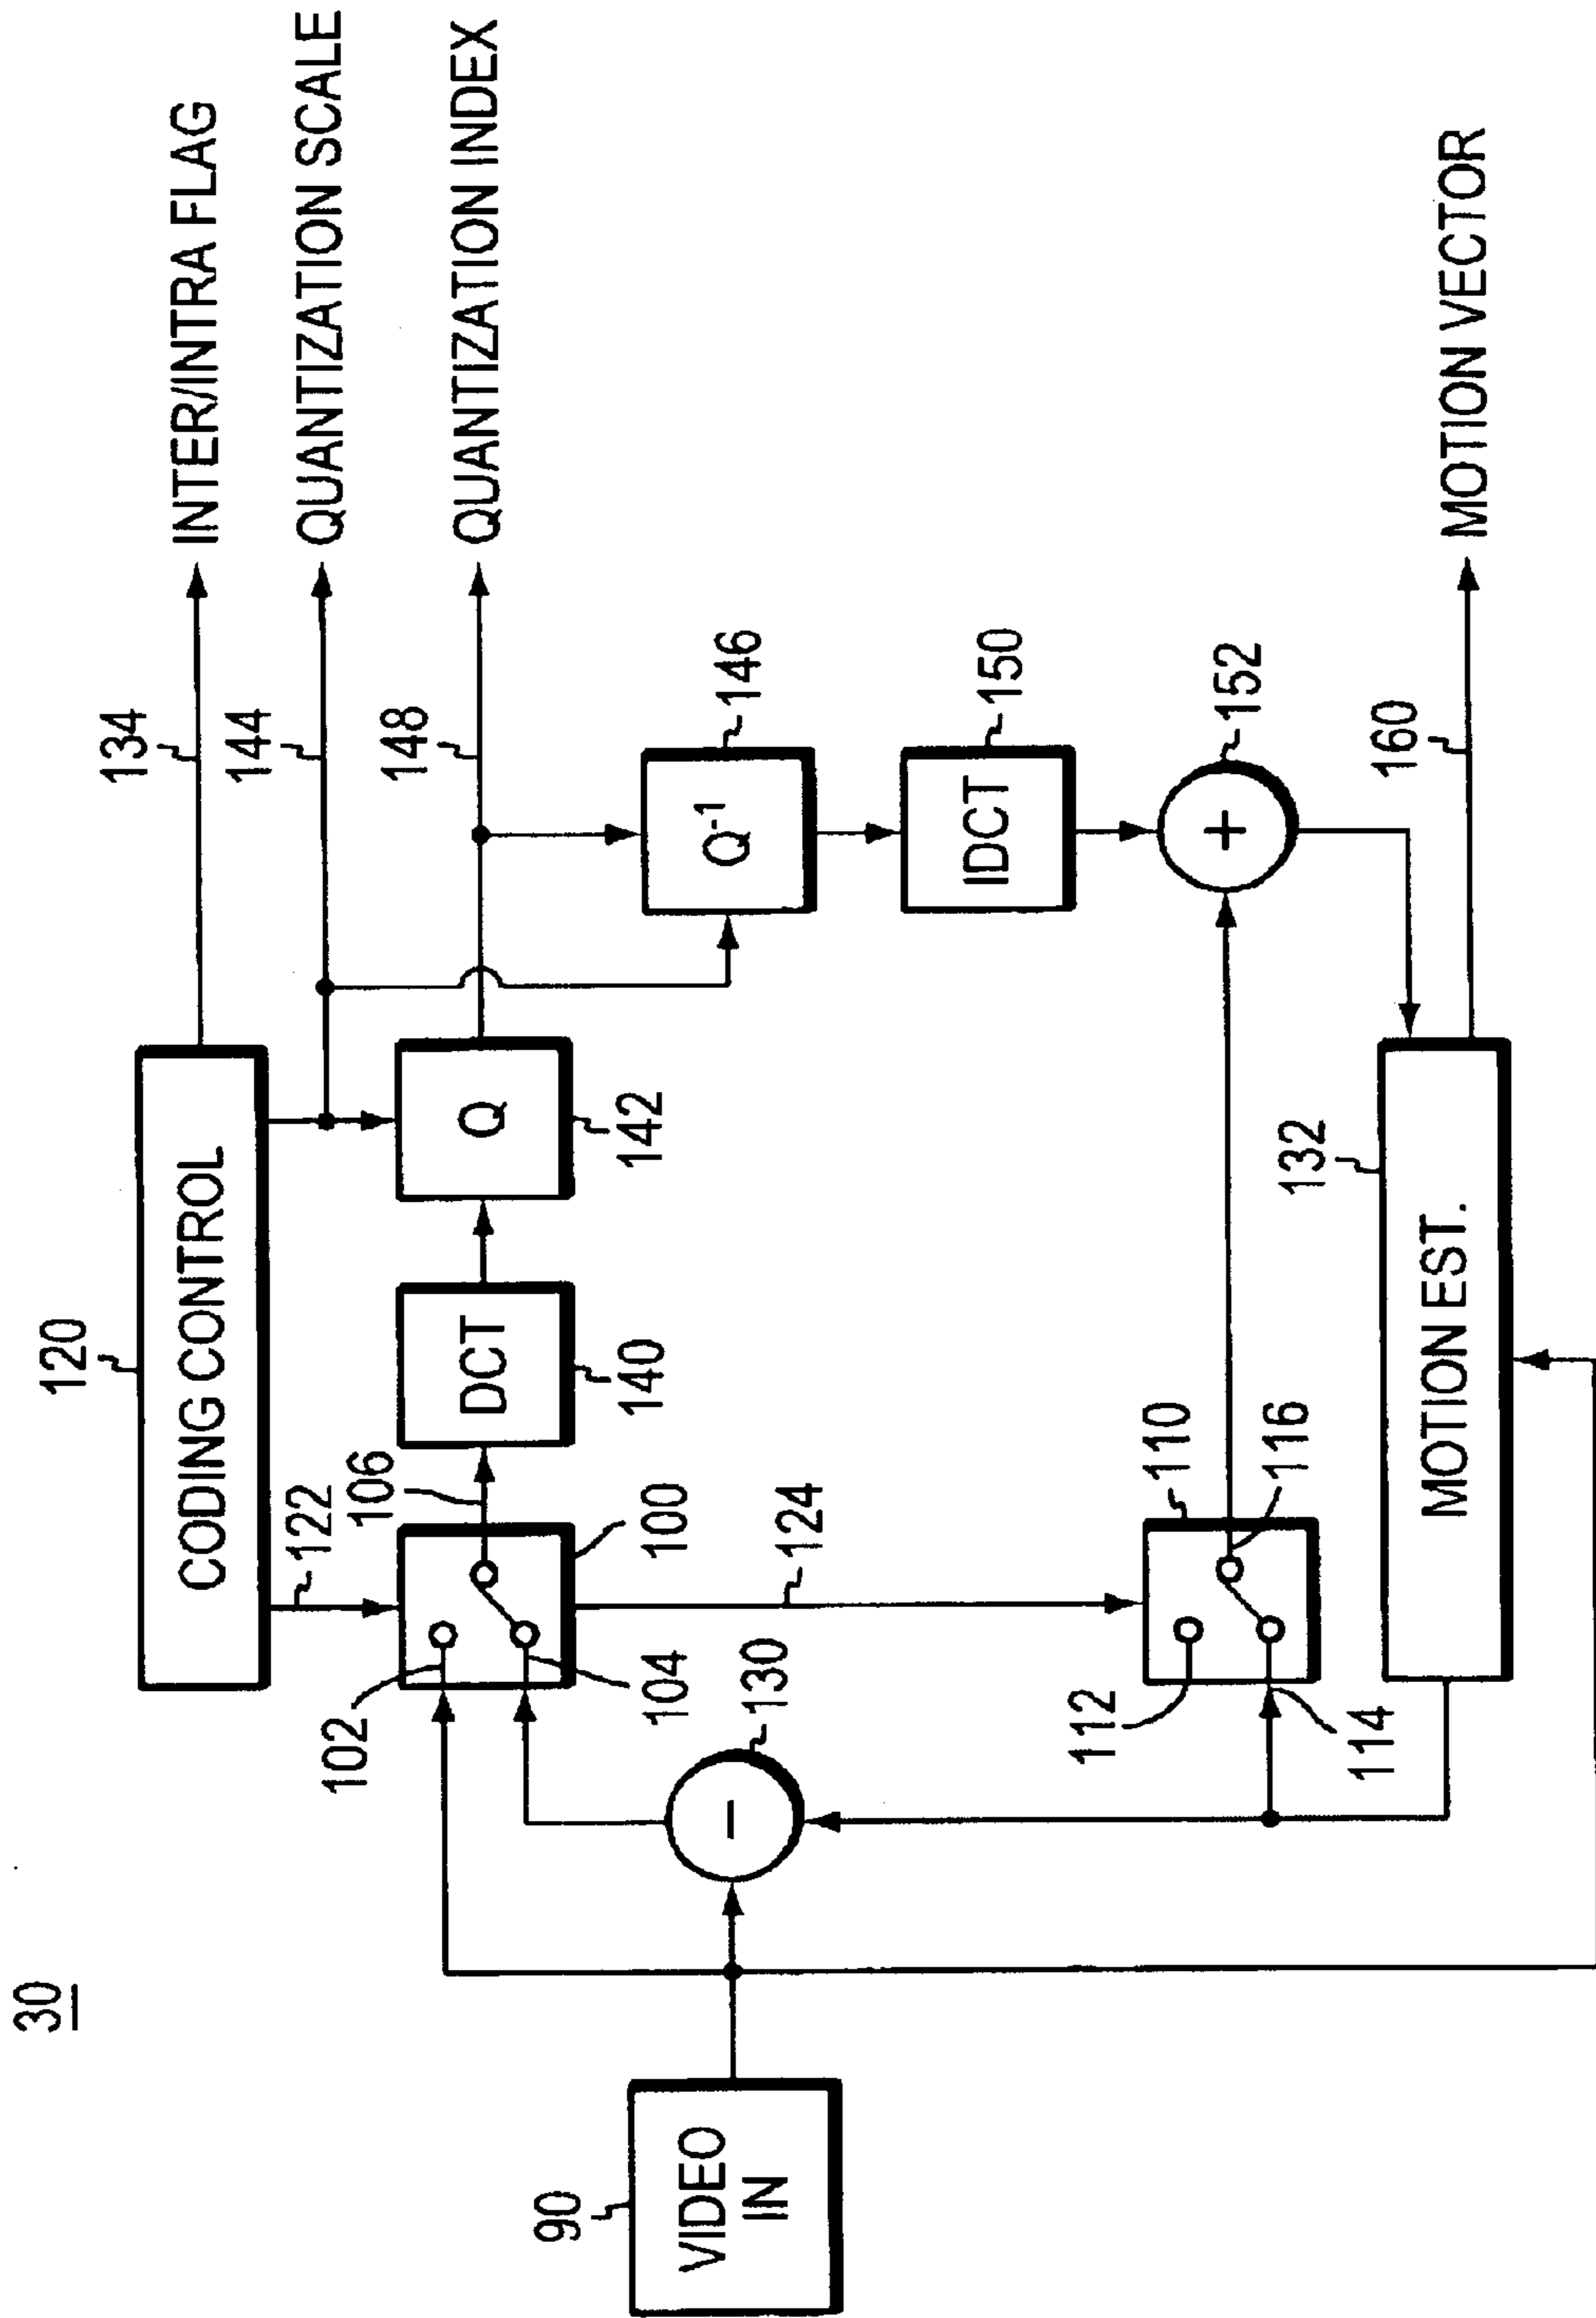 30
120
CODING CONTROL
134
INTER/INTRA FLAG
122
144
QUANTIZATION SCALE
102
106
148
QUANTIZATION INDEX
DCT
Q
104
100
140
142
90
VIDEO
IN
−
130
124
Q-1
146
IDCT
150
112
110
114
116
+
152
132
160
MOTION EST.
MOTION VECTOR